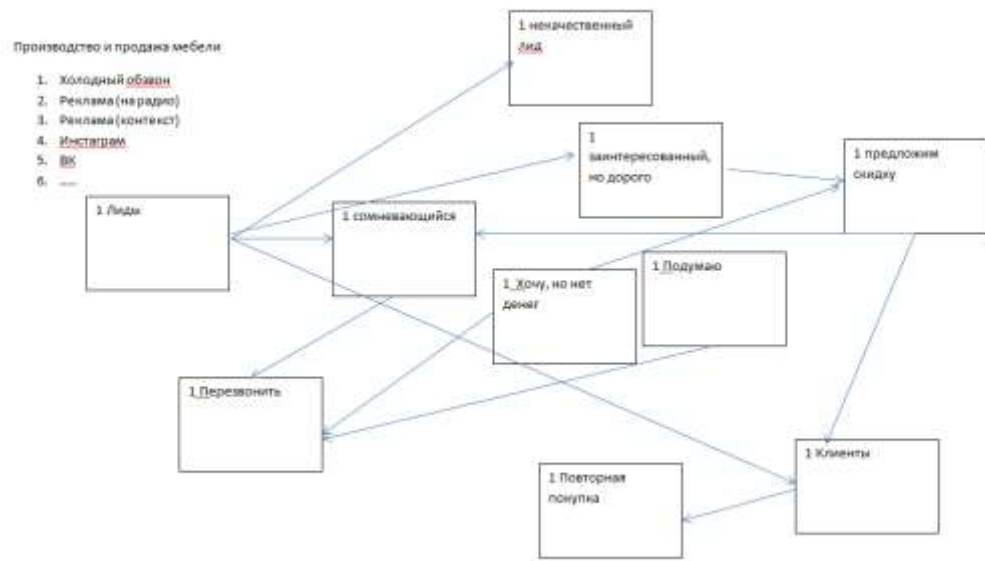 Производство и продажа мебели
1. Холодный обзвон
2. Реклама (на радио)
3. Реклама (контекст)
4. Инстаграм
5. ВК
6. ......
1 некачественный
лид
1
заинтересованный,
но дорого
1 предложим
скидку
1 Лиды
1 сомневающийся
1 Хочу, но нет
денег
1 Подумаю
1 Перезвонить
1 Клиенты
1 Повторная
покупка